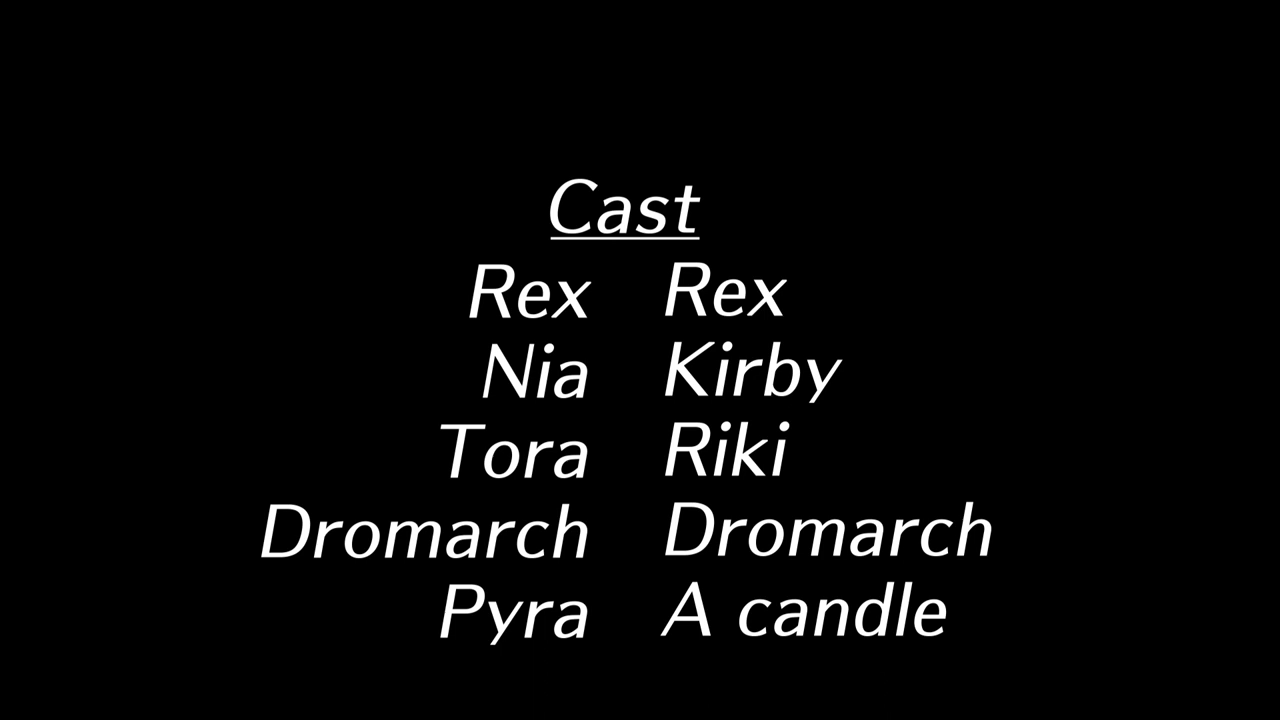 Cast
Rex Rex
Nia Kirby
Tora Riki
Dromarch Dromarch
Pyra A candle